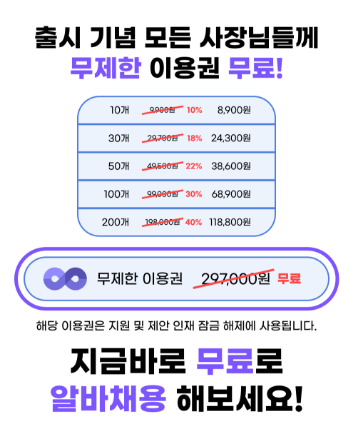 출시 기념 모든 사장님들께
무제한 이용권 무료!
10개 9,900원 10% 8,900원
30개 29,700원 18% 24,300원
50개 49,500원 22% 38,600원
100개 99,000원 30% 68,900원
200개 198,000원 40% 118,800원
무제한 이용권 297,000원 무료
해당 이용권은 지원 및 제안 인재 잠금 해제에 사용됩니다.
지금바로 무료로
알바채용 해보세요!